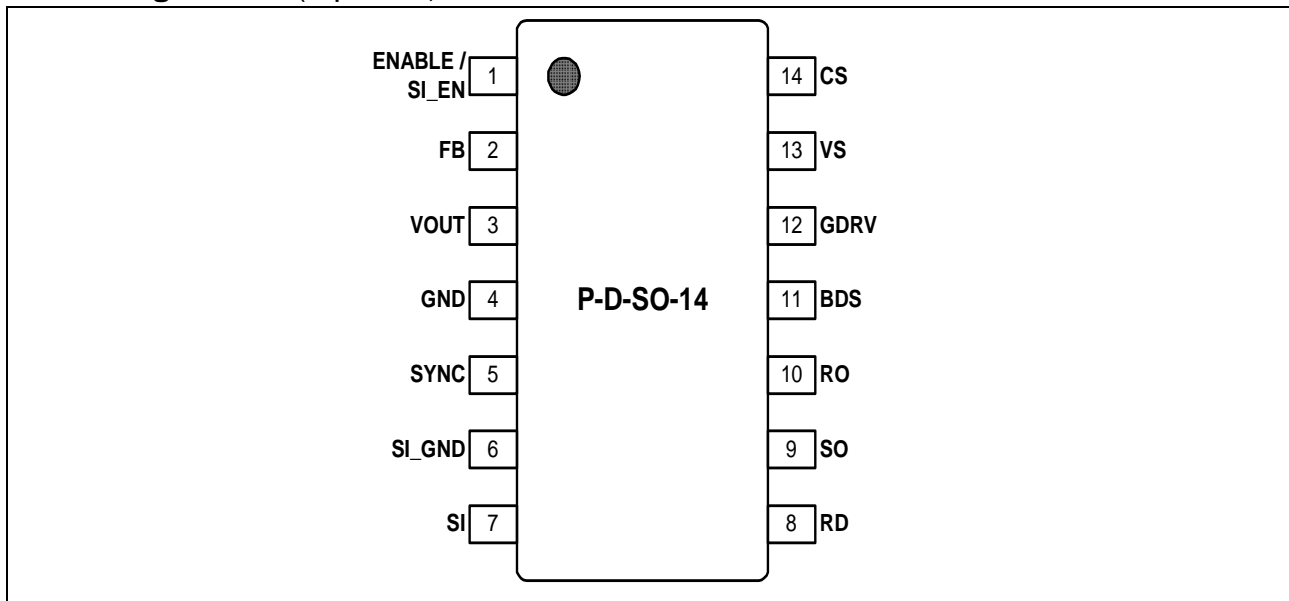 ENABLE /
SI_EN
1
14
CS
FB
2
13
VS
VOUT
3
12
GDRV
GND
4
P-D-SO-14
11
BDS
SYNC
5
10
RO
SI_GND
6
9
SO
SI
7
8
RD